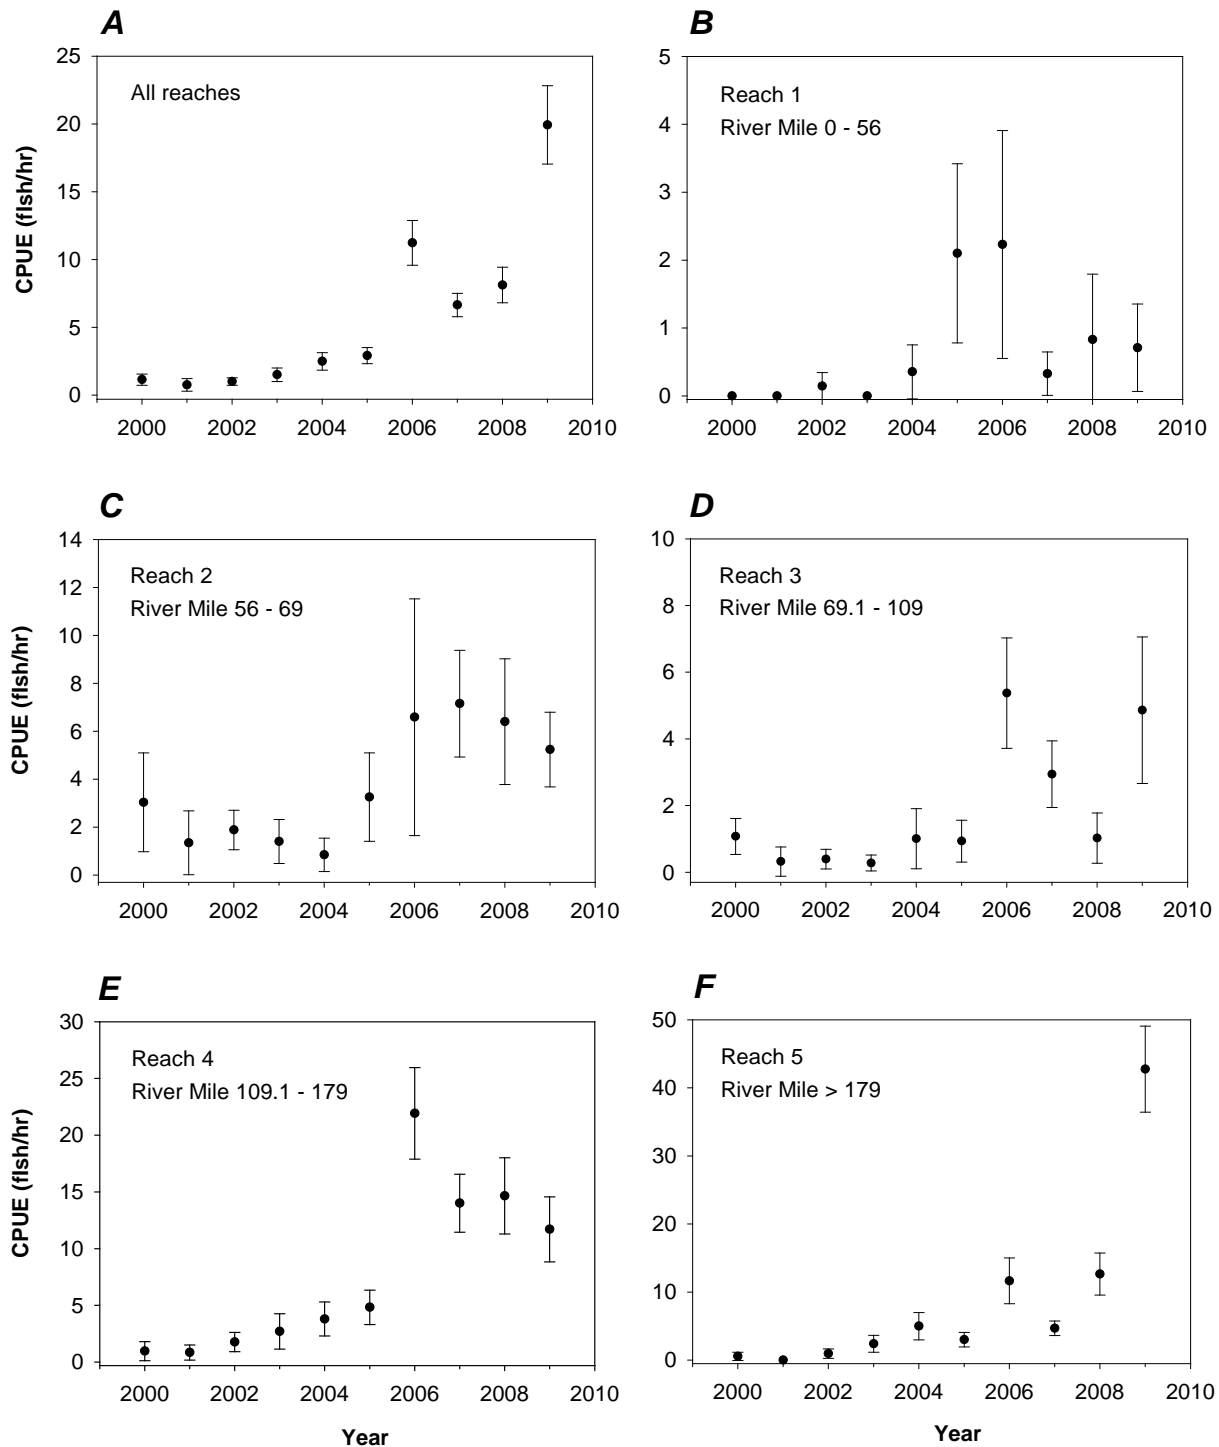 A
25
20
15
10
5
0
All reaches
CPUE (fIsh/hr)
2000 2002 2004 2006 2008 2010
B
5
4
3
2
1
0
Reach 1
River Mile 0 - 56
2000 2002 2004 2006 2008 2010
C
14
12
10
8
6
4
2
0
Reach 2
River Mile 56 - 69
CPUE (fIsh/hr)
2000 2002 2004 2006 2008 2010
D
10
8
6
4
2
0
Reach 3
River Mile 69.1 - 109
2000 2002 2004 2006 2008 2010
E
30
25
20
15
10
5
0
Reach 4
River Mile 109.1 - 179
CPUE (fIsh/hr)
2000 2002 2004 2006 2008 2010
Year
F
50
40
30
20
10
0
Reach 5
River Mile > 179
2000 2002 2004 2006 2008 2010
Year